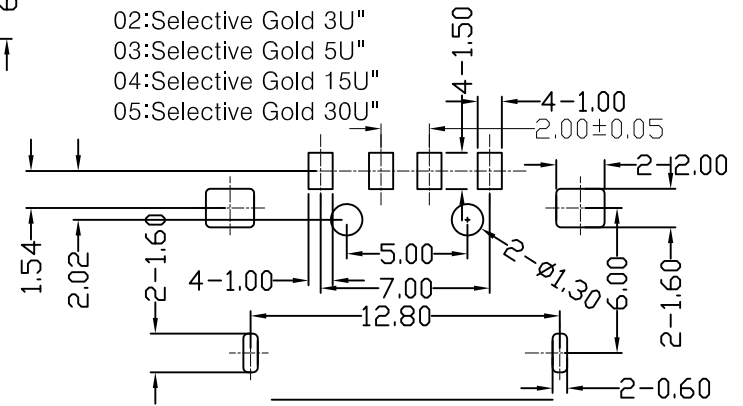 02:Selective Gold 3U"
03:Selective Gold 5U"
04:Selective Gold 15U"
05:Selective Gold 30U"
4-1.50
4-1.00
2.00±0.05
2-2.00
1.54
2.02
2-1.60
4-1.00
5.00
7.00
12.80
2-ø1.30
6.00
2-1.60
2-0.60